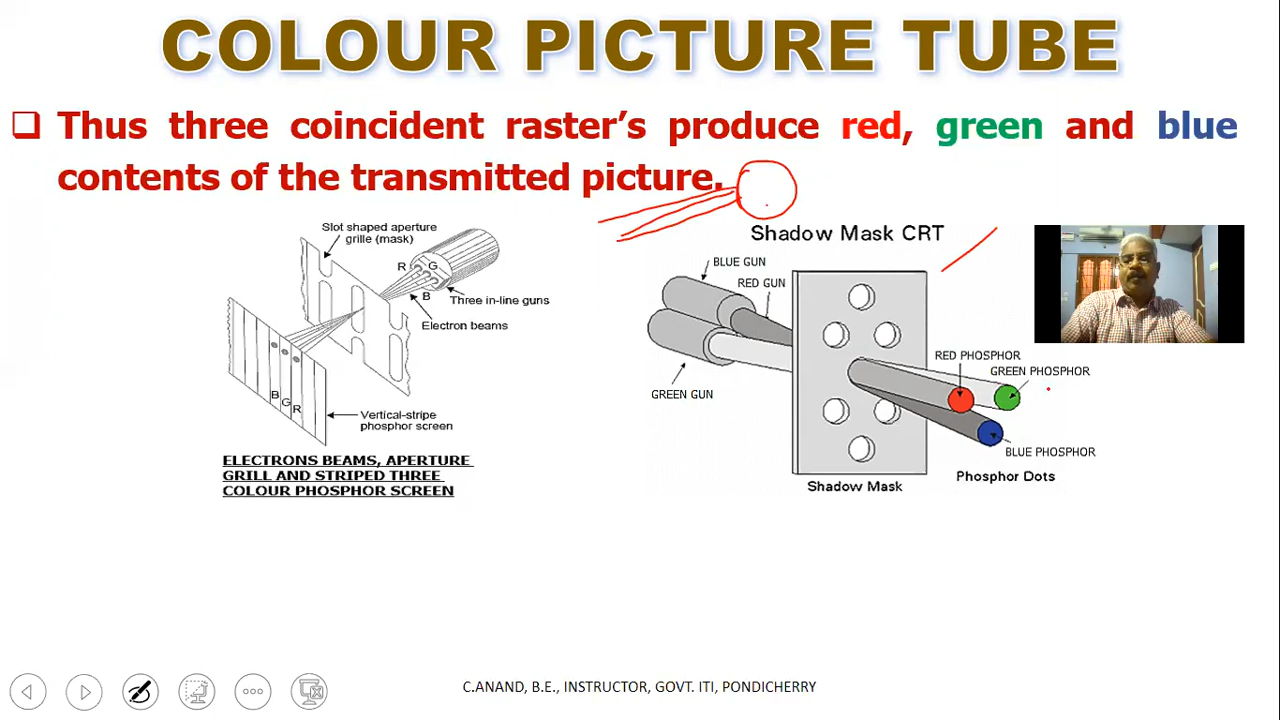 COLOUR PICTURE TUBE
Thus three coincident raster's produce red, green and blue
contents of the transmitted picture.
Slot shaped aperture
grille (mask)
R
G
B
Three in-line guns
Electron beams
B
G
R
Vertical-stripe
phosphor screen
ELECTRONS BEAMS, APERTURE
GRILL AND STRIPED THREE
COLOUR PHOSPHOR SCREEN
Shadow Mask CRT
BLUE GUN
RED GUN
GREEN GUN
RED PHOSPHOR
GREEN PHOSPHOR
BLUE PHOSPHOR
Phosphor Dots
Shadow Mask
C.ANAND, B.E., INSTRUCTOR, GOVT. ITI, PONDICHERRY